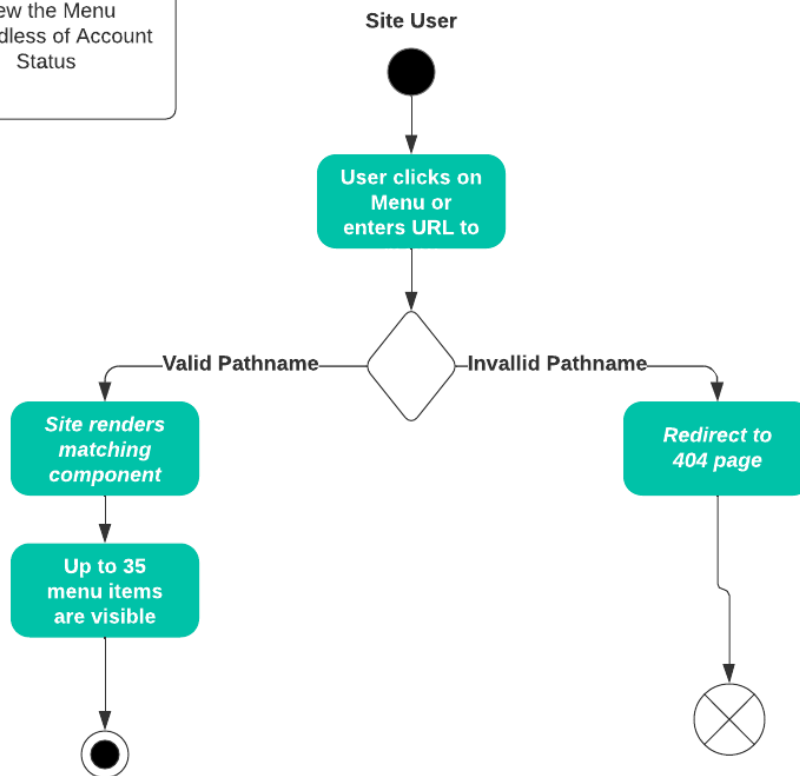 ew the Menu
dless of Account
Status
Site User
User clicks on
Menu or
enters URL to
Valid Pathname
Invallid Pathname
Site renders
matching
component
Redirect to
404 page
Up to 35
menu items
are visible